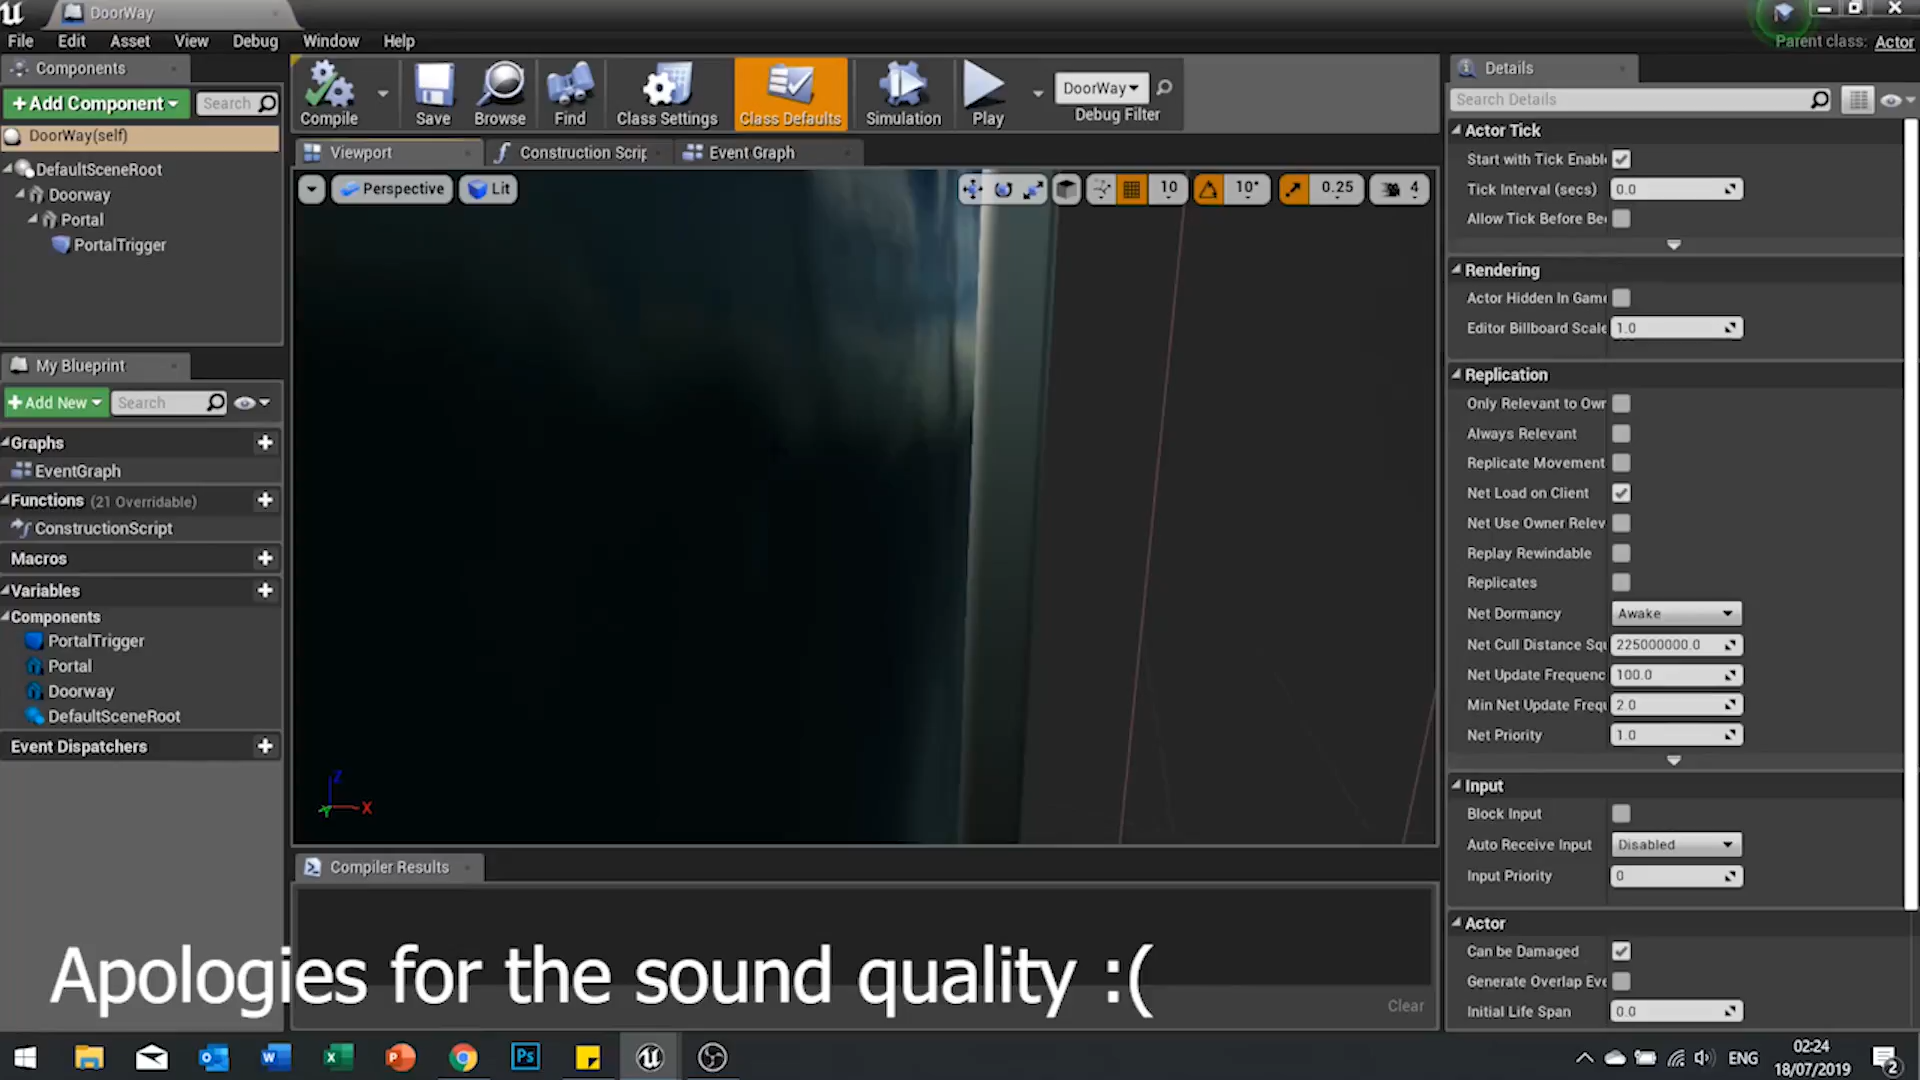 DoorWay
File Edit Asset View Debug Window Help
Parent class: Actor
Components
+Add Component
Search
DoorWay(self)
DefaultSceneRoot
Doorway
Portal
PortalTrigger
My Blueprint
+Add New
Search
Graphs
EventGraph
Functions (21 Overridable)
ConstructionScript
Macros
Variables
Components
PortalTrigger
Portal
Doorway
DefaultSceneRoot
Event Dispatchers
Compile Save Browse Find Class Settings Class Defaults Simulation Play
DoorWay
Debug Filter
Viewport Construction Scrip Event Graph
Perspective Lit 10 10° 0.25 4
Z
Y
X
Compiler Results
Clear
Apologies for the sound quality :(
Details
Search Details
Actor Tick
Start with Tick Enabl
Tick Interval (secs) 0.0
Allow Tick Before Be
Rendering
Actor Hidden In Game
Editor Billboard Scale 1.0
Replication
Only Relevant to Own
Always Relevant
Replicate Movement
Net Load on Client
Net Use Owner Relev
Replay Rewindable
Replicates
Net Dormancy Awake
Net Cull Distance Squ 225000000.0
Net Update Frequenc 100.0
Min Net Update Frequ 2.0
Net Priority 1.0
Input
Block Input
Auto Receive Input Disabled
Input Priority 0
Actor
Can be Damaged
Generate Overlap Eve
Initial Life Span 0.0
ENG
02:24
18/07/2019
2